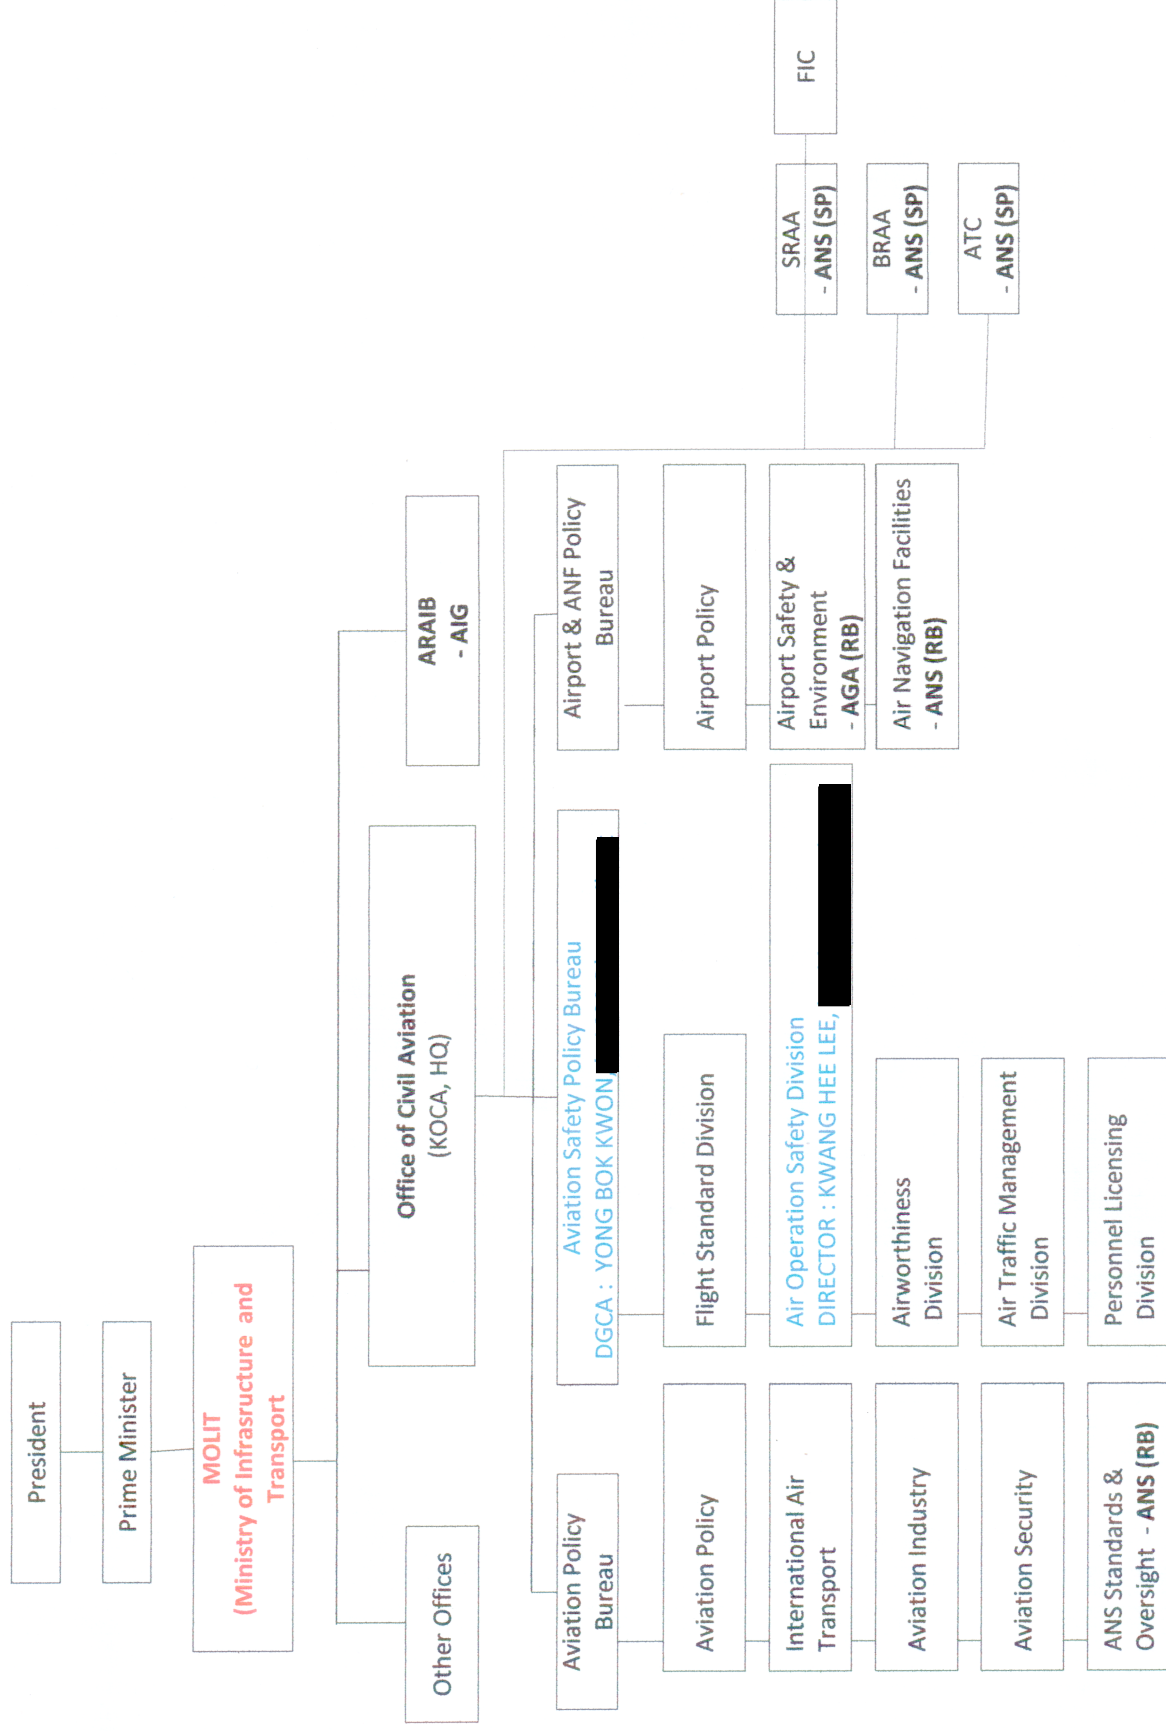 President
Prime Minister
MOLIT
(Ministry of Infrasructure and
Transport
Other Offices
Office of Civil Aviation
(KOCA, HQ)
ARAIB
- AIG
Aviation Policy
Bureau
Aviation Policy
International Air
Transport
Aviation Industry
Aviation Security
ANS Standards &
Oversight - ANS (RB)
Aviation Safety Policy Bureau
DGCA : YONG BOK KWON,
Flight Standard Division
Air Operation Safety Division
DIRECTOR : KWANG HEE LEE,
Airworthiness
Division
Air Traffic Management
Division
Personnel Licensing
Division
Airport & ANF Policy
Bureau
Airport Policy
Airport Safety &
Environment
- AGA (RB)
Air Navigation Facilities
- ANS (RB)
SRAA
- ANS (SP)
BRAA
- ANS (SP)
ATC
- ANS (SP)
FIC